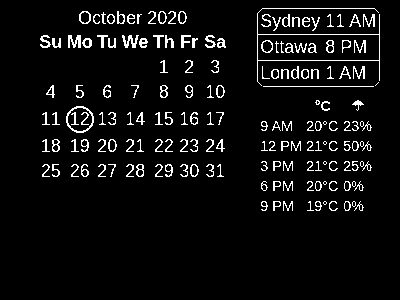 October 2020
Su Mo Tu We Th Fr Sa
1 2 3
4 5 6 7 8 9 10
11 12 13 14 15 16 17
18 19 20 21 22 23 24
25 26 27 28 29 30 31
Sydney 11 AM
Ottawa 8 PM
London 1 AM
°C ☂
9 AM 20°C 23%
12 PM 21°C 50%
3 PM 21°C 25%
6 PM 20°C 0%
9 PM 19°C 0%